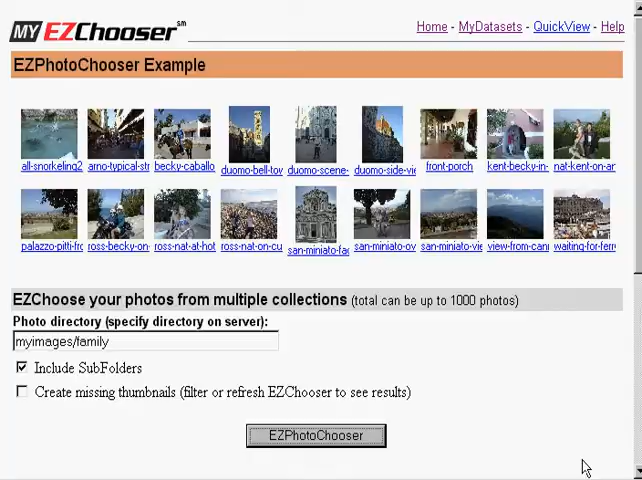 MY EZChooser SM
Home - MyDatasets - QuickView - Help
EZPhotoChooser Example
all-snorkeling2 arno-typical-str becky-caballo duomo-bell-tow duomo-scene- duomo-side-vie front-porch kent-becky-in- nat-kent-on-ar
palazzo-pitti-fro ross-becky-on- ross-nat-at-hot ross-nat-on-cu san-miniato-fac san-miniato-ov san-miniato-vie view-from-cam waiting-for-ferr
EZChoose your photos from multiple collections (total can be up to 1000 photos)
Photo directory (specify directory on server):
myimages/family
Include SubFolders
Create missing thumbnails (filter or refresh EZChooser to see results)
EZPhotoChooser